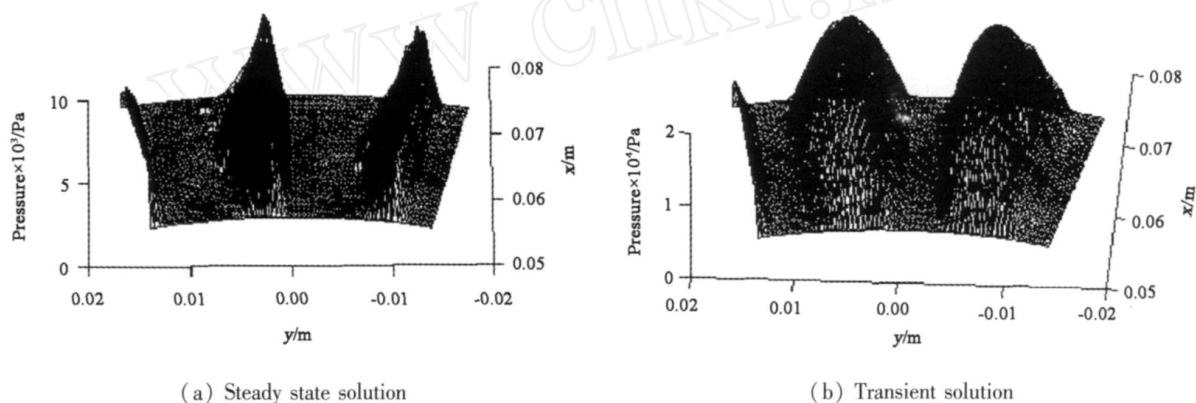 www.cnki.n
Pressure×10³/Pa
10
5
0
0.02
0.01
0.00
-0.01
-0.02
y/m
0.08
0.07
0.06
0.05
x/m
(a) Steady state solution
Pressure×10⁴/Pa
2
1
0
0.02
0.01
0.00
-0.01
-0.02
y/m
0.08
0.07
0.06
0.05
x/m
(b) Transient solution